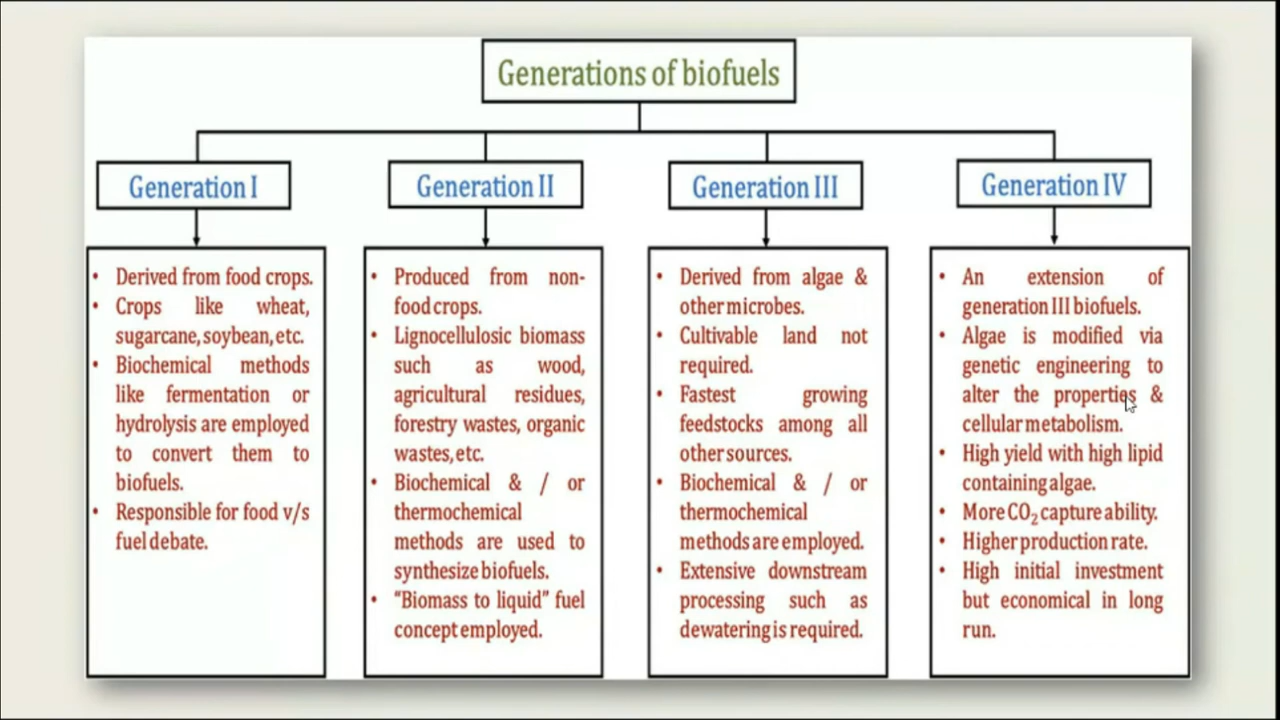 Generations of biofuels
Generation I
• Derived from food crops.
• Crops like wheat,
sugarcane, soybean, etc.
• Biochemical methods
like fermentation or
hydrolysis are employed
to convert them to
biofuels.
• Responsible for food v/s
fuel debate.
Generation II
• Produced from non-
food crops.
• Lignocellulosic biomass
such as wood,
agricultural residues,
forestry wastes, organic
wastes, etc.
• Biochemical & / or
thermochemical
methods are used to
synthesize biofuels.
• “Biomass to liquid” fuel
concept employed.
Generation III
• Derived from algae &
other microbes.
• Cultivable land not
required.
• Fastest growing
feedstocks among all
other sources.
• Biochemical & / or
thermochemical
methods are employed.
• Extensive downstream
processing such as
dewatering is required.
Generation IV
• An extension of
generation III biofuels.
• Algae is modified via
genetic engineering to
alter the properties &
cellular metabolism.
• High yield with high lipid
containing algae.
• More CO₂ capture ability.
• Higher production rate.
• High initial investment
but economical in long
run.